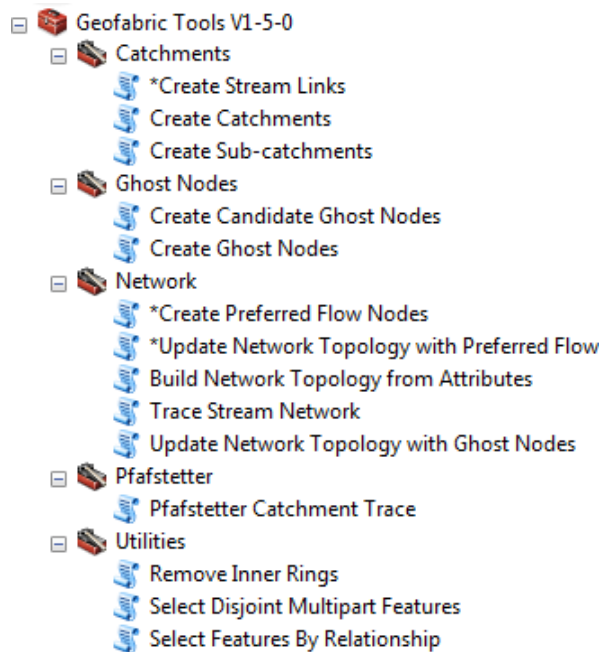 Geofabric Tools V1-5-0
Catchments
*Create Stream Links
Create Catchments
Create Sub-catchments
Ghost Nodes
Create Candidate Ghost Nodes
Create Ghost Nodes
Network
*Create Preferred Flow Nodes
*Update Network Topology with Preferred Flow
Build Network Topology from Attributes
Trace Stream Network
Update Network Topology with Ghost Nodes
Pfafstetter
Pfafstetter Catchment Trace
Utilities
Remove Inner Rings
Select Disjoint Multipart Features
Select Features By Relationship